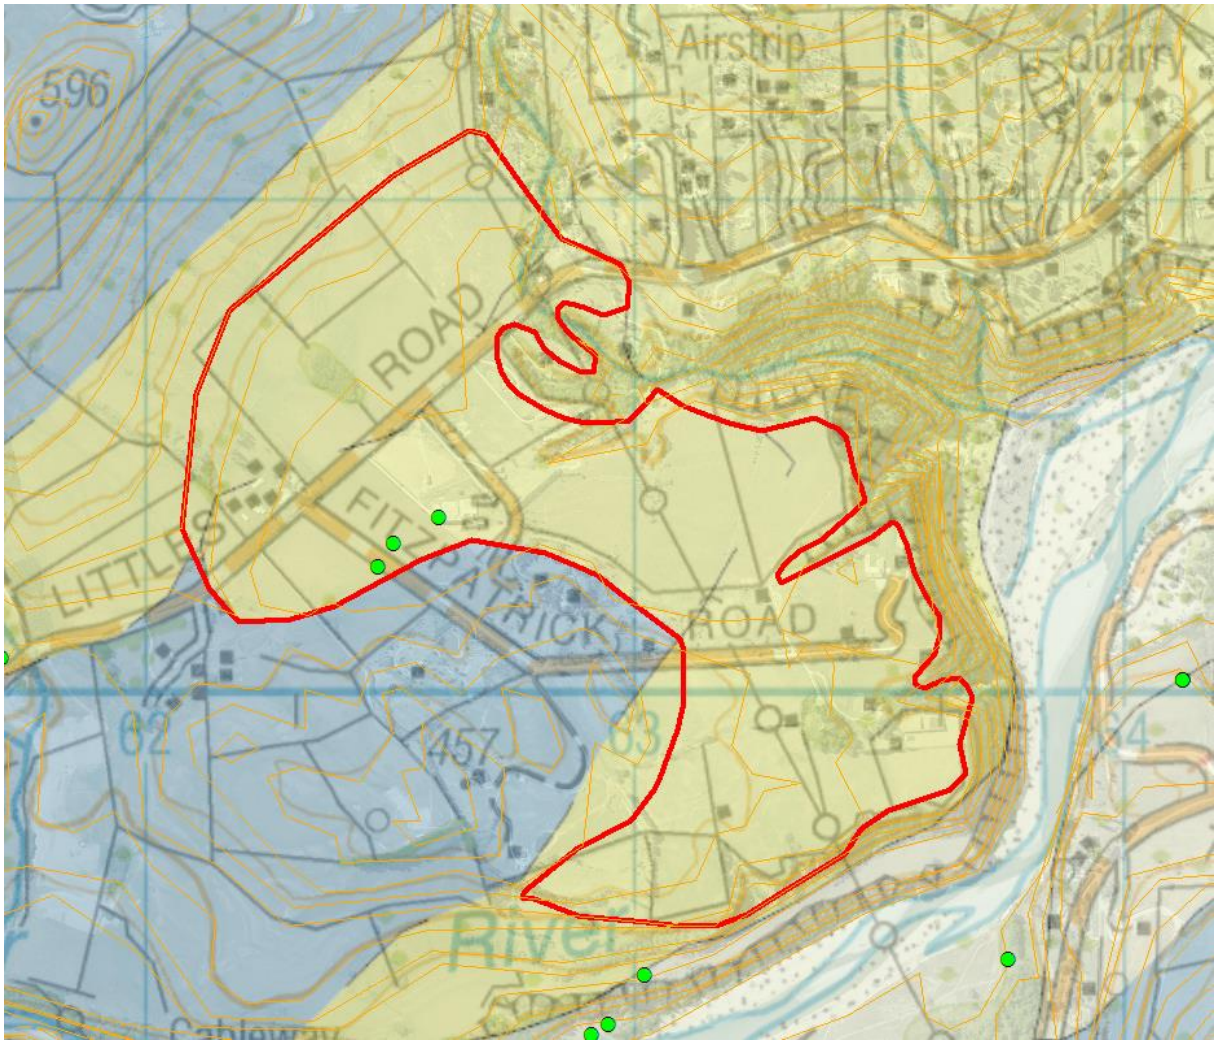 Airstrip
Quarry
596
ROAD
LITTLES
FITZPATRICK
ROAD
62
457
63
64
River
Cableway